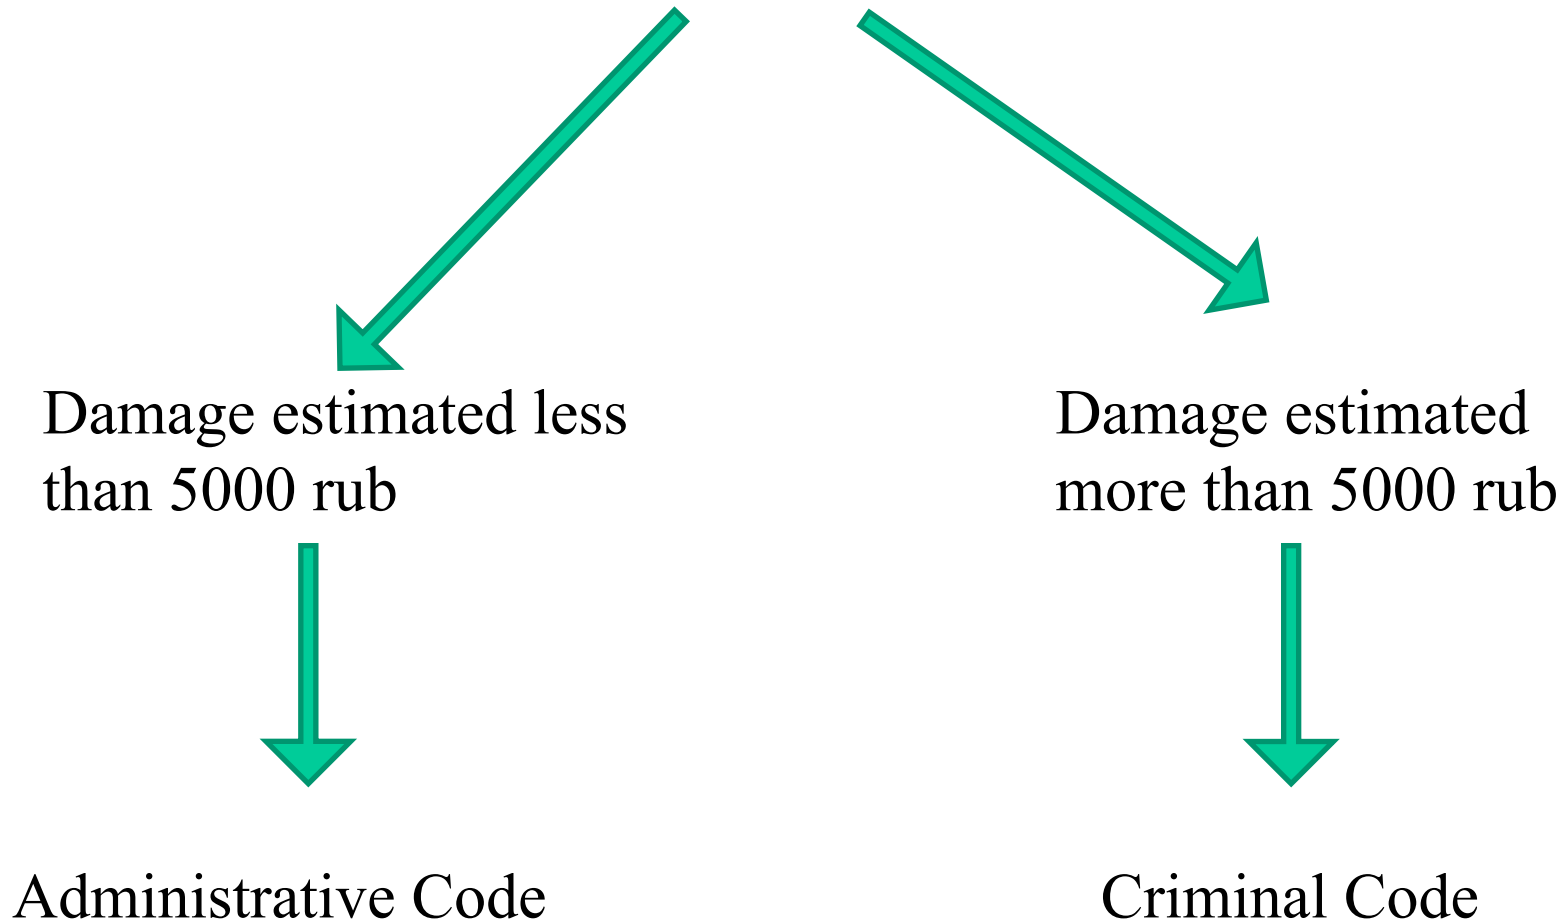 Damage estimated less
than 5000 rub
Damage estimated
more than 5000 rub
Administrative Code
Criminal Code